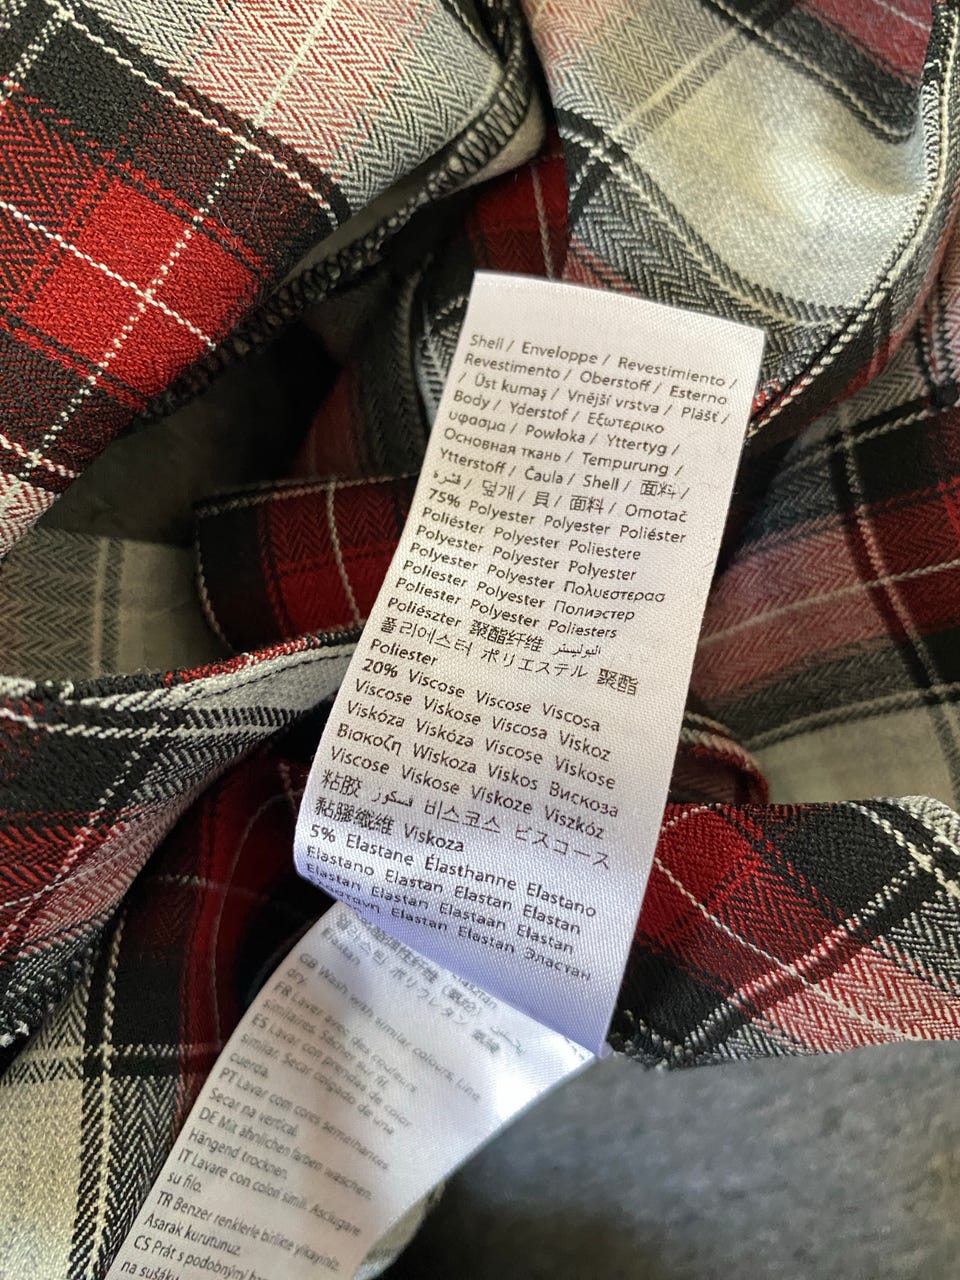 Shell / Enveloppe / Revestimiento /
Revestimento / Oberstoff / Esterno
/ Üst kumaş / Vnější vrstva / Plášť /
Body / Yderstof / Εξωτερικο
υφασμα / Powłoka / Yttertyg /
Основная ткань / Tempurung /
Ytterstoff / Čaula / Shell / 面料 /
قشرة / 덮개 / 貝 / 面料 / Omotač
75% Polyester Polyester Poliéster
Poliéster Polyester Poliestere
Polyester Polyester Polyester
Polyester Polyester Πολυεστερασ
Poliester Polyester Полиэстер
Poliester Polyester Poliesters
Poliészter 聚酯纤维 البوليستر
폴리에스터 ポリエステル 聚酯
Poliester
20% Viscose Viscose Viscosa
Viscose Viskose Viscosa Viskoz
Viskóza Viskóza Viscose Viskose
Βισκοζη Wiskoza Viskos Вискоза
Viscose Viskose Viskoze Viszkóz
粘胶 فسكوز 비스코스 ビスコース
黏膠纖維 Viskoza
5% Elastane Élasthanne Elastano
Elastano Elastan Elastan Elastan
Elastan Elastan Elastaan Elastan
Elastan Elastan Эластан
Elastan
GB Wash with similar colours. Line
dry.
FR Laver avec des couleurs
similaires. Sécher sur fil.
ES Lavar con prendas de color
similar. Secar colgado de una
cuerda.
PT Lavar com cores semelhantes.
Secar na vertical.
DE Mit ähnlichen farben waschen.
Hängend trocknen.
IT Lavare con colori simili. Asciugare
su filo.
TR Benzer renklerle birlikte yıkayınız.
Asarak kurutunuz.
CS Prát s podobnými
na